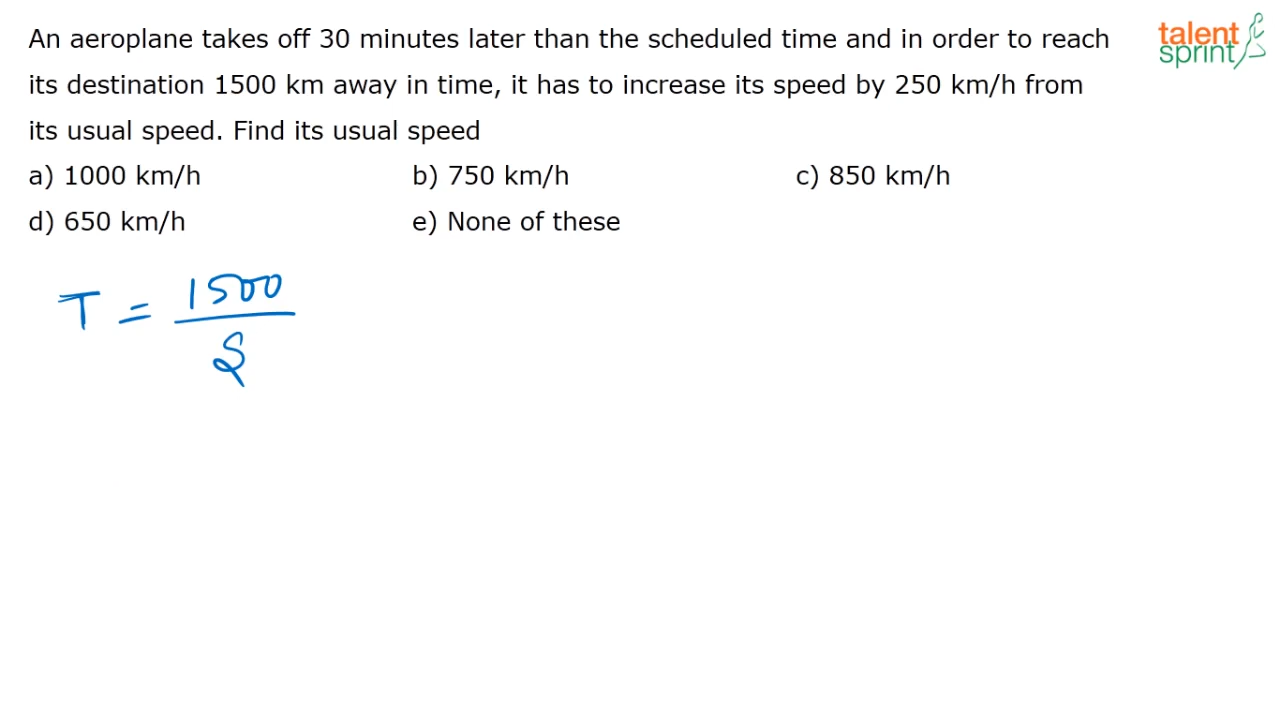 An aeroplane takes off 30 minutes later than the scheduled time and in order to reach
its destination 1500 km away in time, it has to increase its speed by 250 km/h from
its usual speed. Find its usual speed
a) 1000 km/h b) 750 km/h c) 850 km/h
d) 650 km/h e) None of these
talent
sprint
T = 1500
S